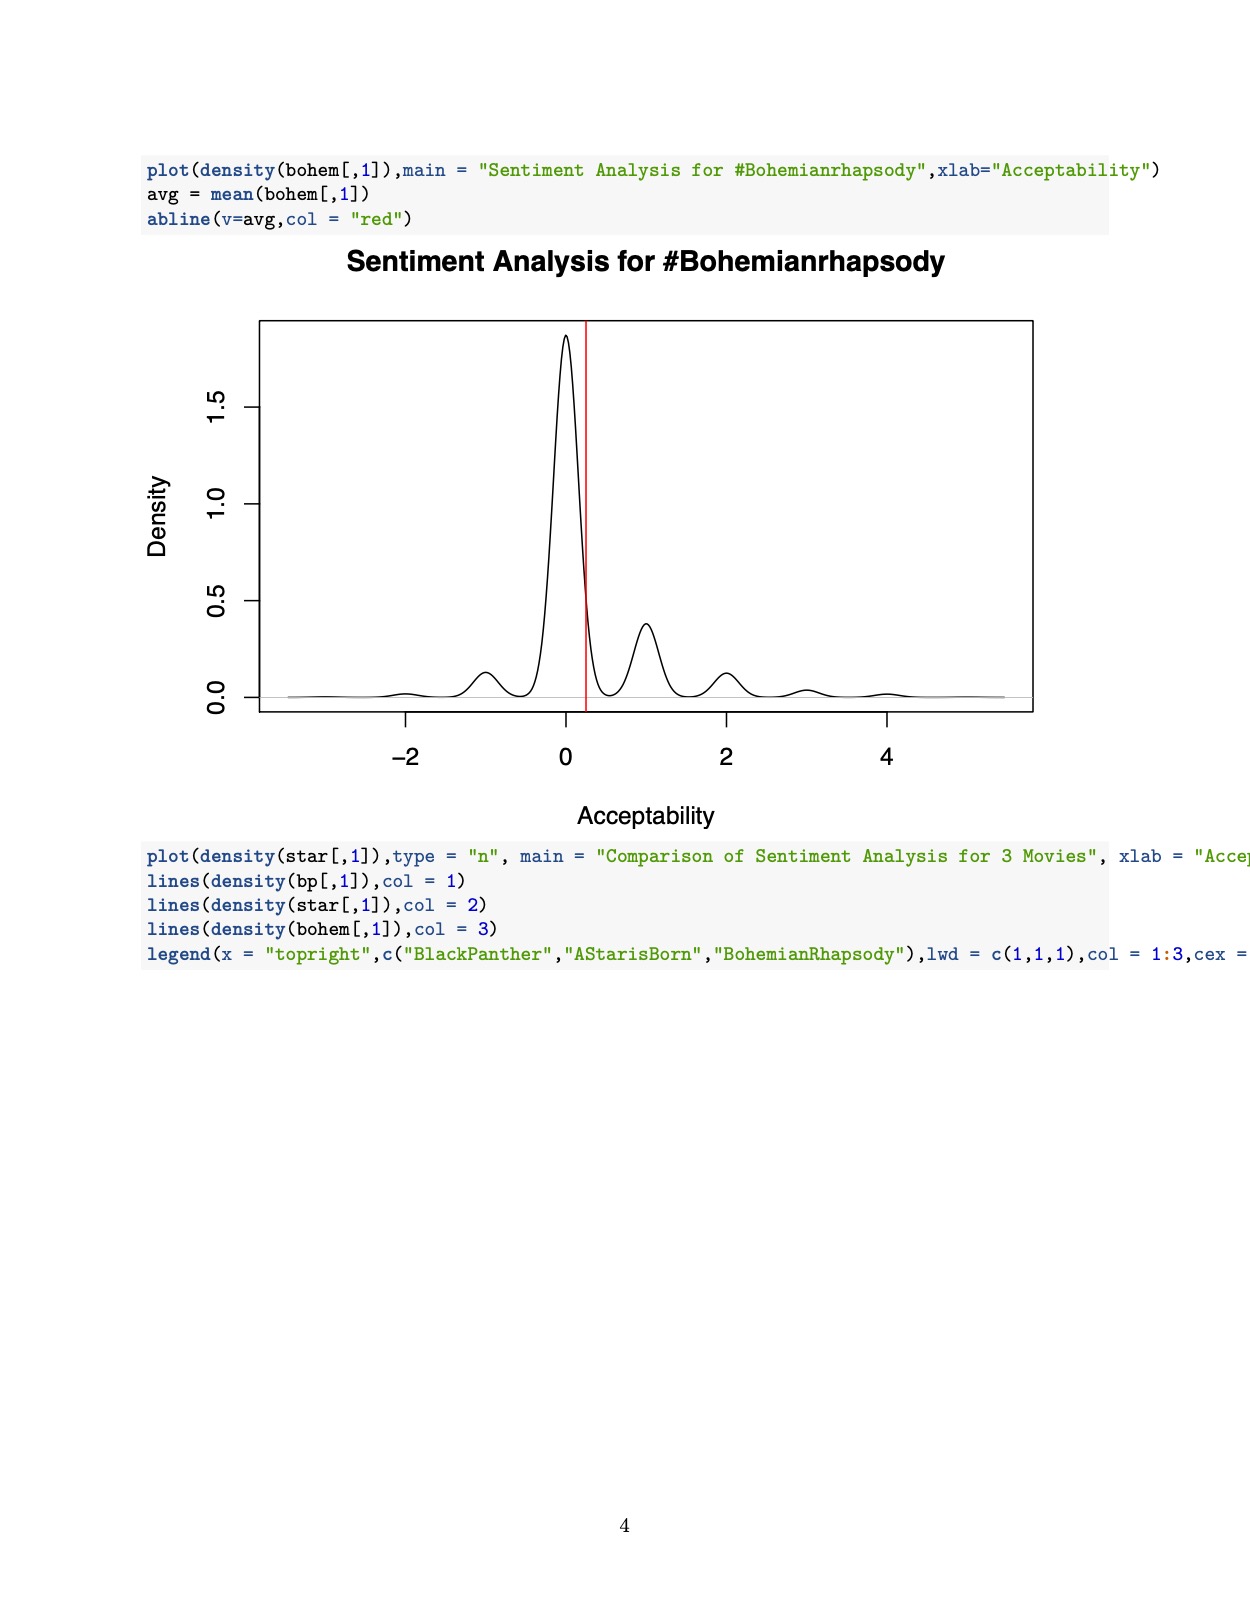 plot(density(bohem[,1]),main = "Sentiment Analysis for #Bohemianrhapsody",xlab="Acceptability")
avg = mean(bohem[,1])
abline(v=avg,col = "red")
Sentiment Analysis for #Bohemianrhapsody
1.5
1.0
0.5
0.0
Density
−2 0 2 4
Acceptability
plot(density(star[,1]),type = "n", main = "Comparison of Sentiment Analysis for 3 Movies", xlab = "Accep
lines(density(bp[,1]),col = 1)
lines(density(star[,1]),col = 2)
lines(density(bohem[,1]),col = 3)
legend(x = "topright",c("BlackPanther","AStarisBorn","BohemianRhapsody"),lwd = c(1,1,1),col = 1:3,cex =
4